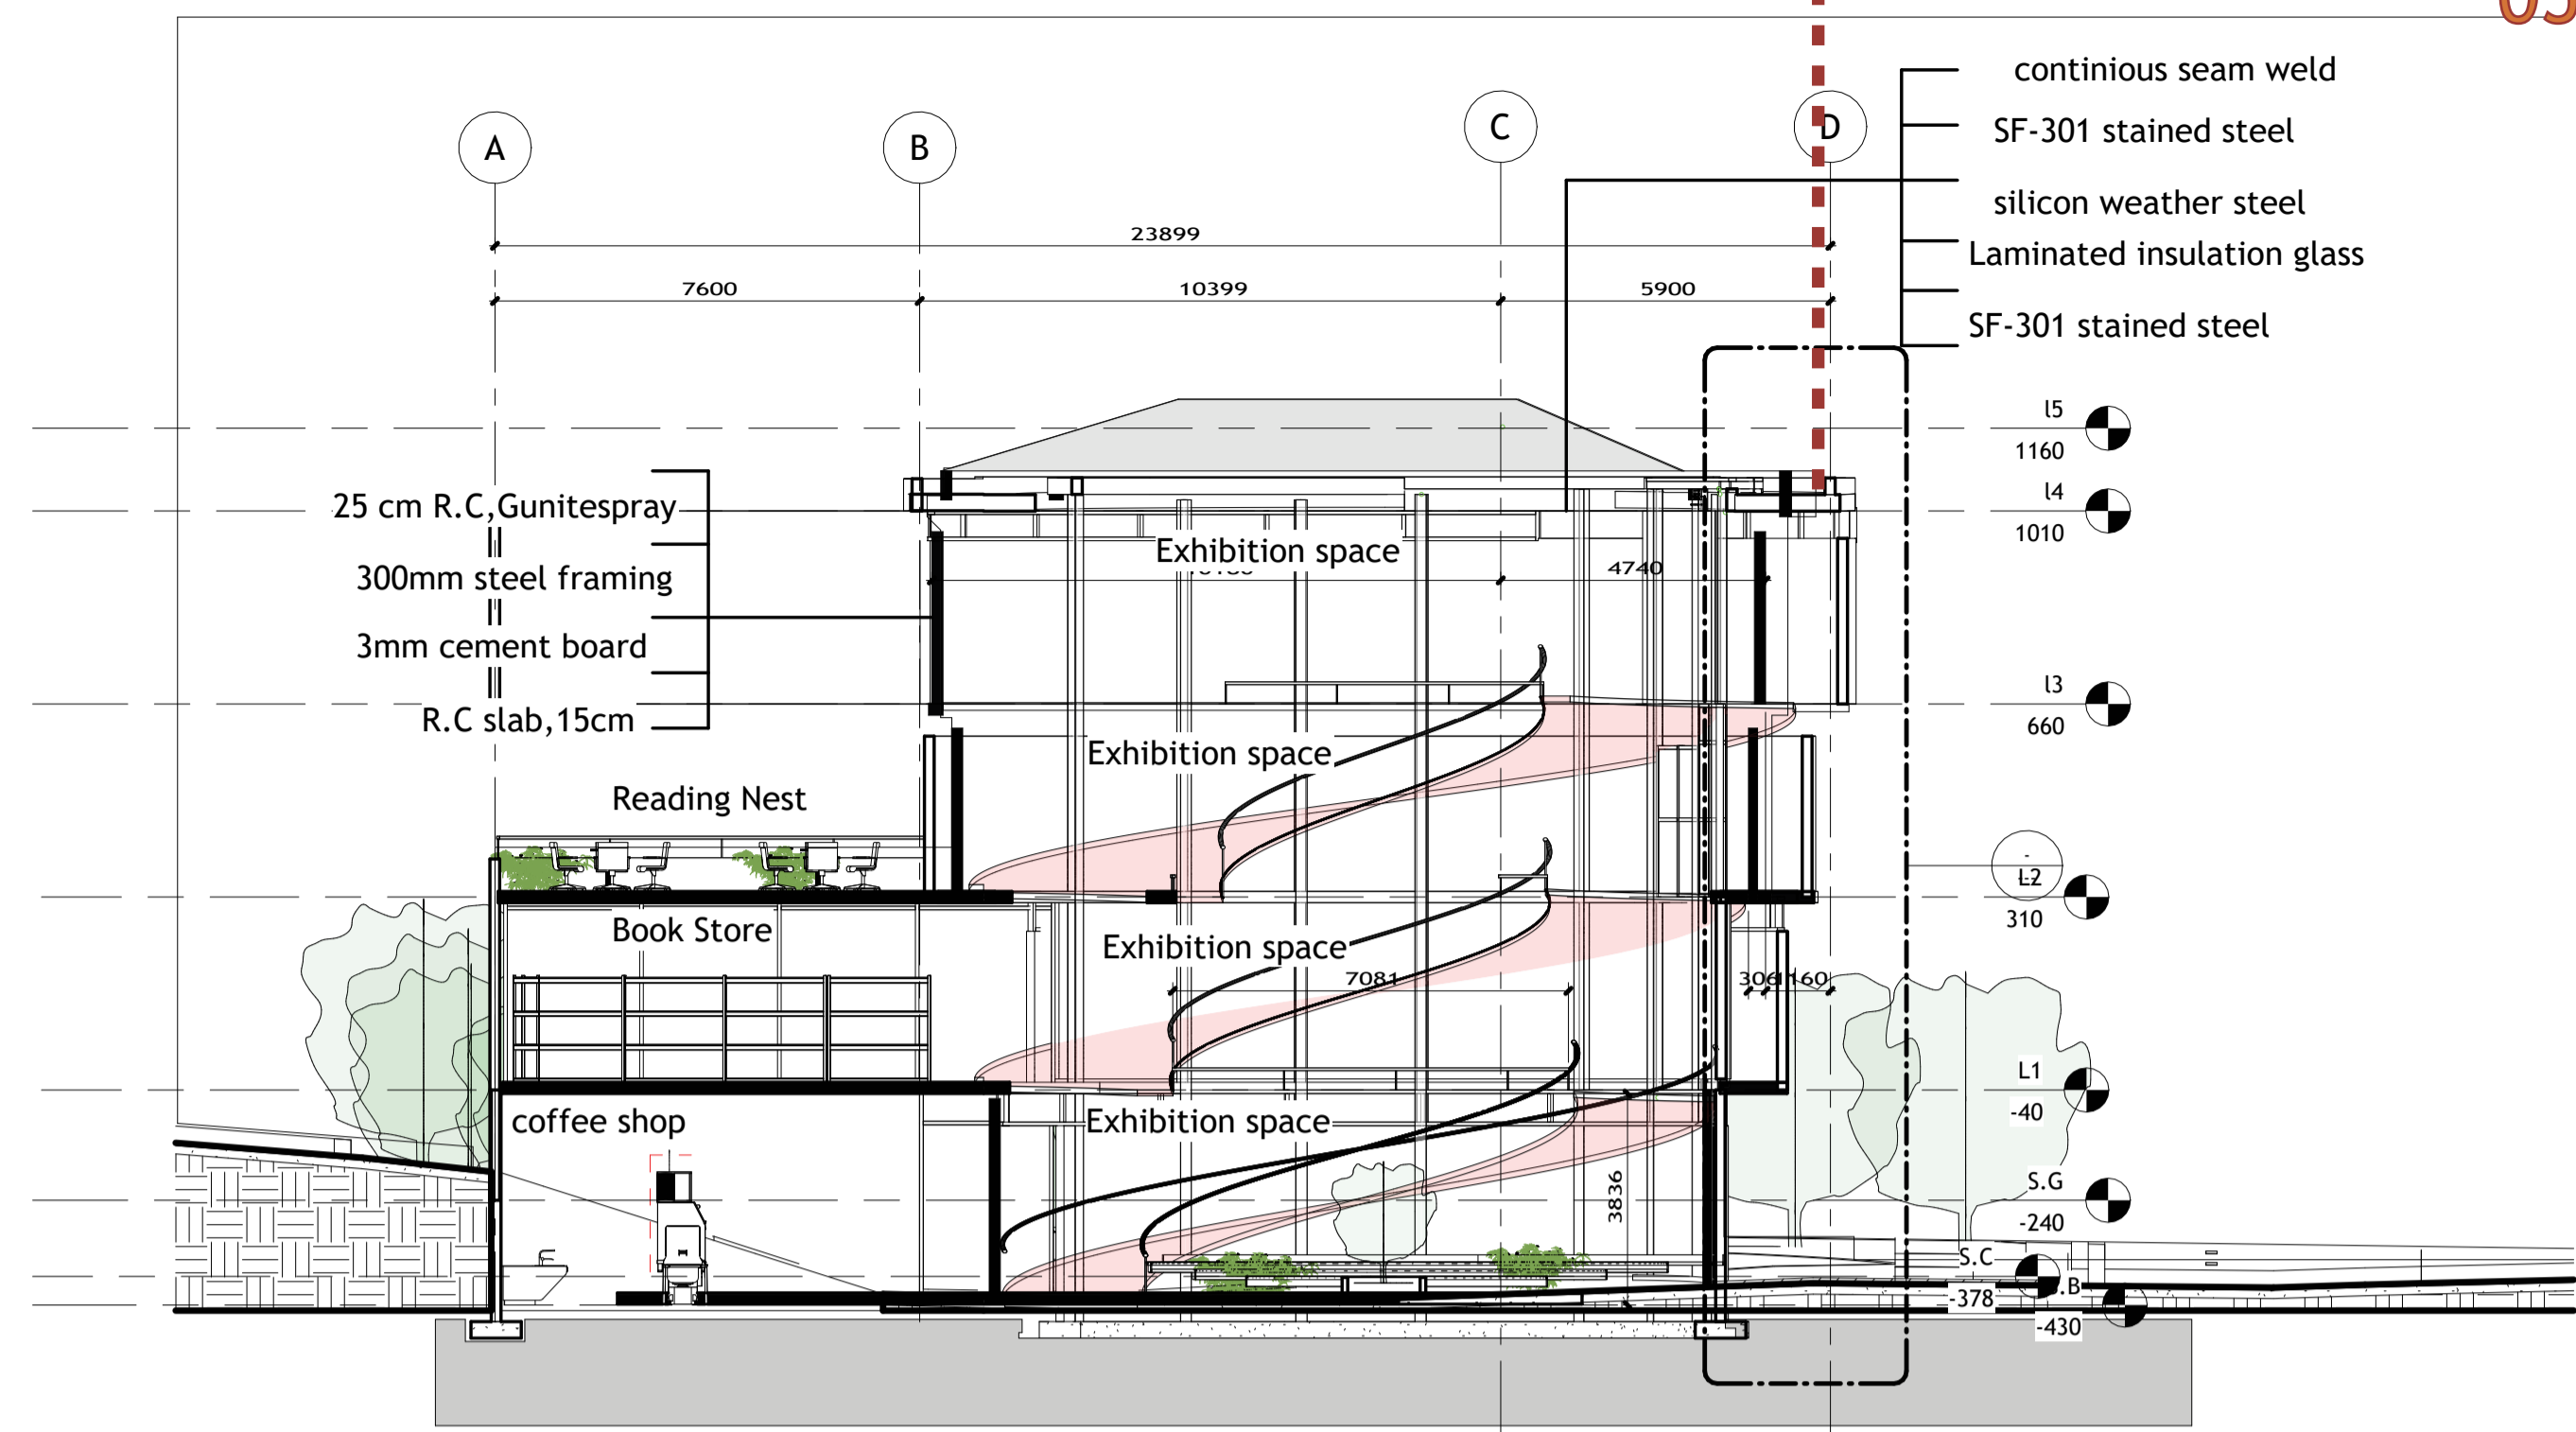 05
continious seam weld
SF-301 stained steel
silicon weather steel
Laminated insulation glass
SF-301 stained steel
A
B
C
D
23899
7600
10399
5900
l5
1160
l4
1010
l3
660
L2
310
L1
-40
S.G
-240
S.C
-378
.B
-430
25 cm R.C,Gunitespray
300mm steel framing
3mm cement board
R.C slab,15cm
Exhibition space
4740
Exhibition space
Reading Nest
Book Store
Exhibition space
7081
306
1160
coffee shop
Exhibition space
3836